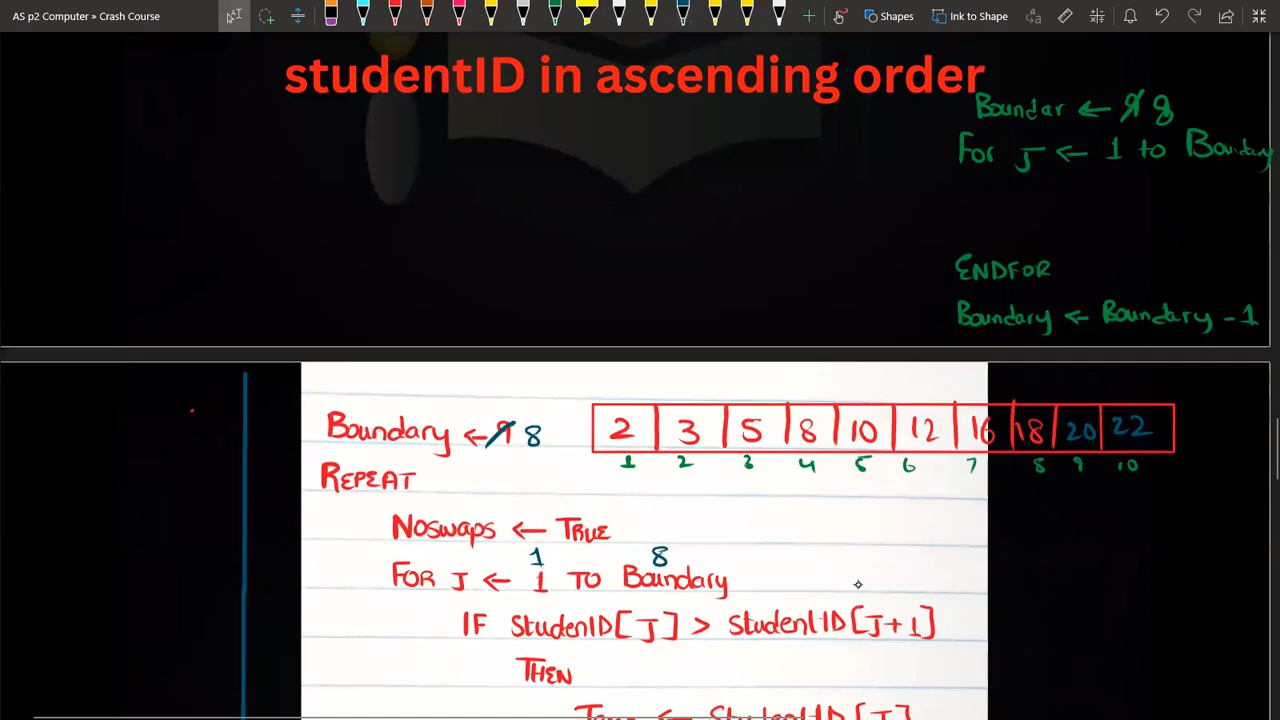 AS p2 Computer » Crash Course
Shapes
Ink to Shape
studentID in ascending order
Boundar ← 9 8
For J ← 1 to Boundary
ENDFOR
Boundary ← Boundary - 1
Boundary ← 9 8
2 3 5 8 10 12 16 18 20 22
1 2 3 4 5 6 7 8 9 10
REPEAT
Noswaps ← TRUE
1 8
FOR J ← 1 TO Boundary
IF StudenID[J] > StudentID[J+1]
THEN
Temp ← StudentID[J]